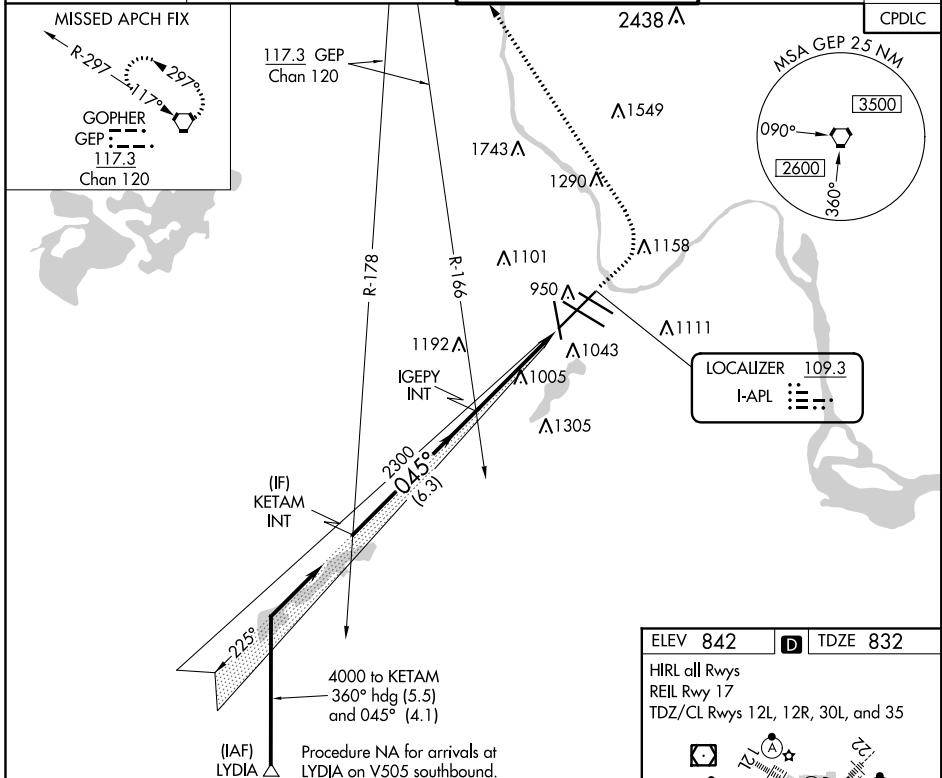 CPDLC
MISSED APCH FIX
R-297
117°
297°
GOPHER
GEP
117.3
Chan 120
117.3 GEP
Chan 120
2438
MSA GEP 25 NM
3500
090°
2600
360°
1549
1743
1290
1158
1101
950
R-178
R-166
1111
1192
1043
1005
IGEPY
INT
LOCALIZER 109.3
I-APL
1305
2300
045°
(6.3)
(IF)
KETAM
INT
225°
4000 to KETAM
360° hdg (5.5)
and 045° (4.1)
(IAF)
LYDIA
Procedure NA for arrivals at
LYDIA on V505 southbound.
ELEV 842 D TDZE 832
HIRL all Rwys
REIL Rwy 17
TDZ/CL Rwys 12L, 12R, 30L, and 35
A
12L
22